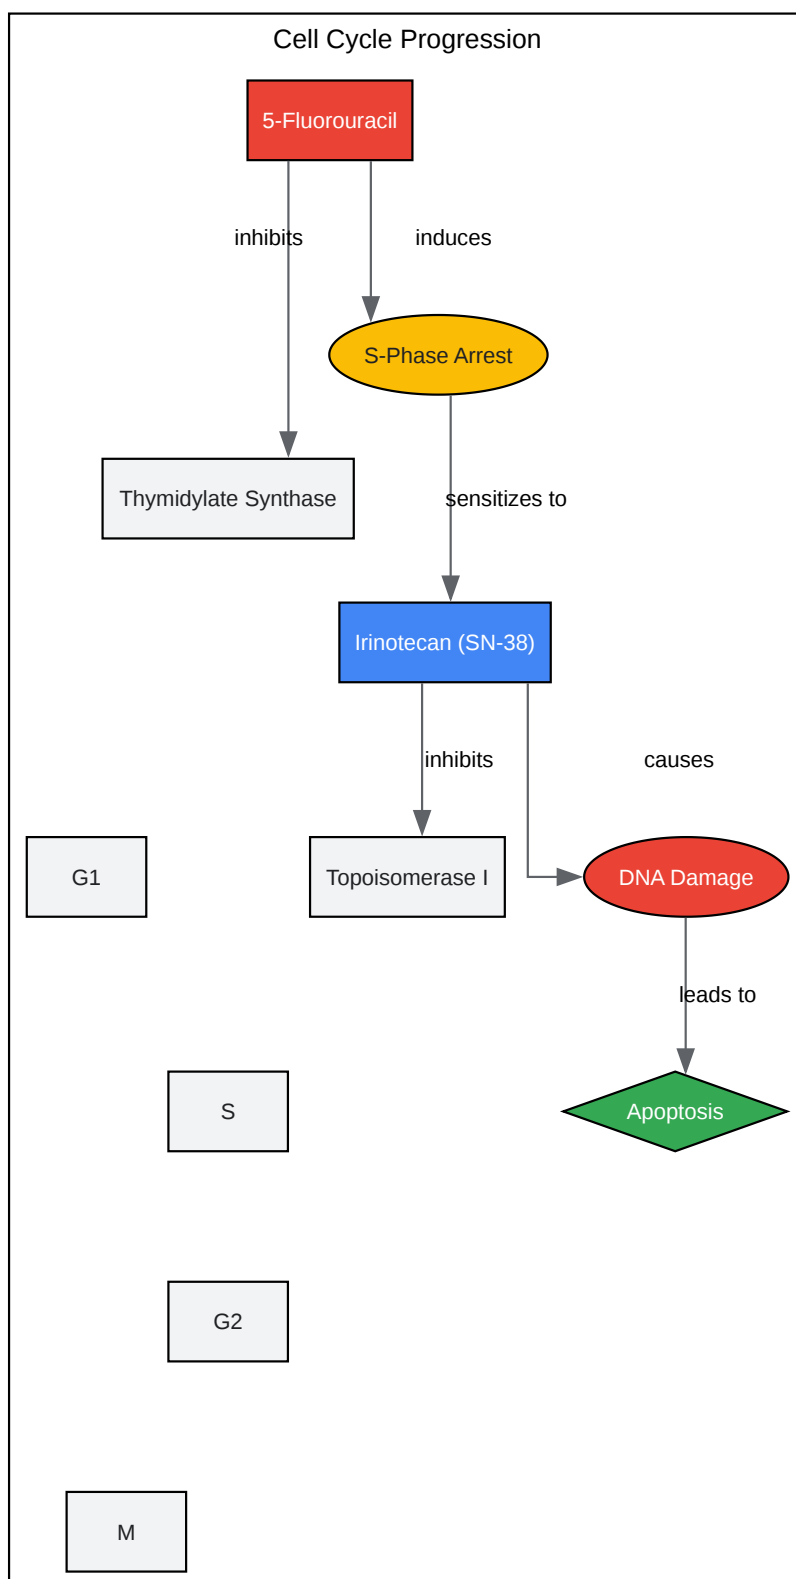 Cell Cycle Progression
5-Fluorouracil
inhibits
induces
S-Phase Arrest
Thymidylate Synthase
sensitizes to
Irinotecan (SN-38)
inhibits
causes
G1
Topoisomerase I
DNA Damage
leads to
S
Apoptosis
G2
M